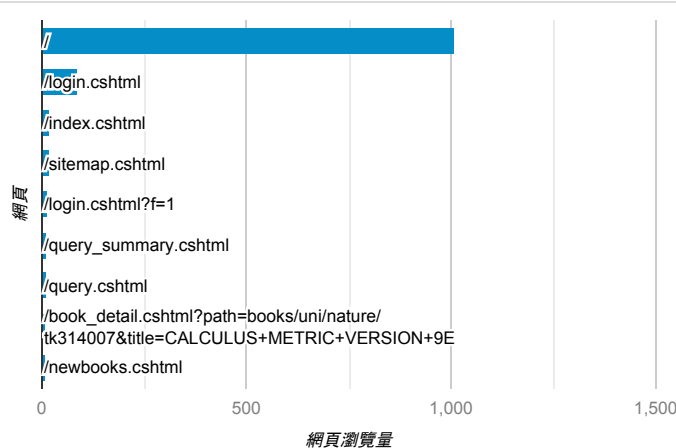 /
/login.cshtml
/index.cshtml
/sitemap.cshtml
/login.cshtml?f=1
/query_summary.cshtml
/query.cshtml
/book_detail.cshtml?path=books/uni/nature/
tk314007&title=CALCULUS+METRIC+VERSION+9E
/newbooks.cshtml
網頁
0 500 1,000 1,500
網頁瀏覽量